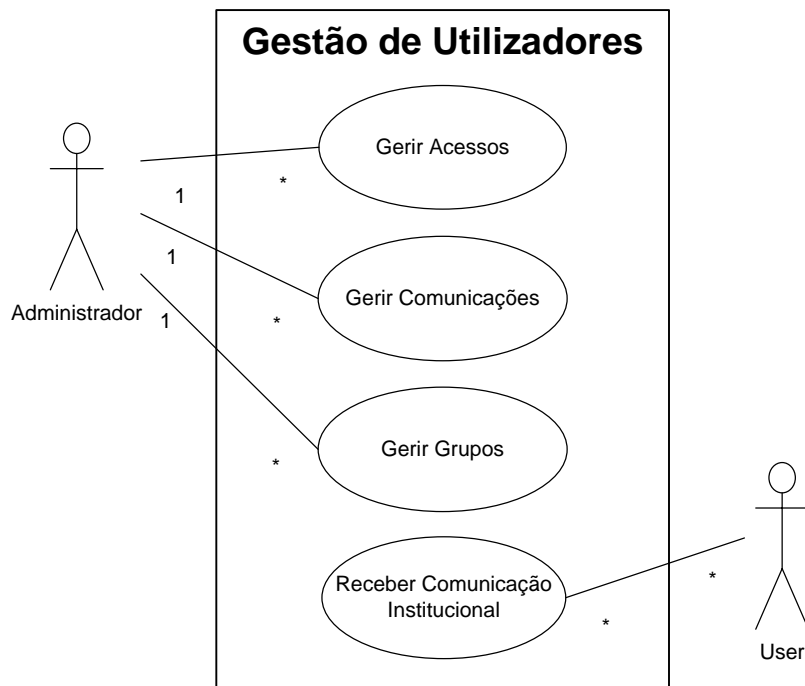 Gestão de Utilizadores
Gerir Acessos
1
*
1
Gerir Comunicações
Administrador
1
*
Gerir Grupos
*
Receber Comunicação
Institucional
*
*
User